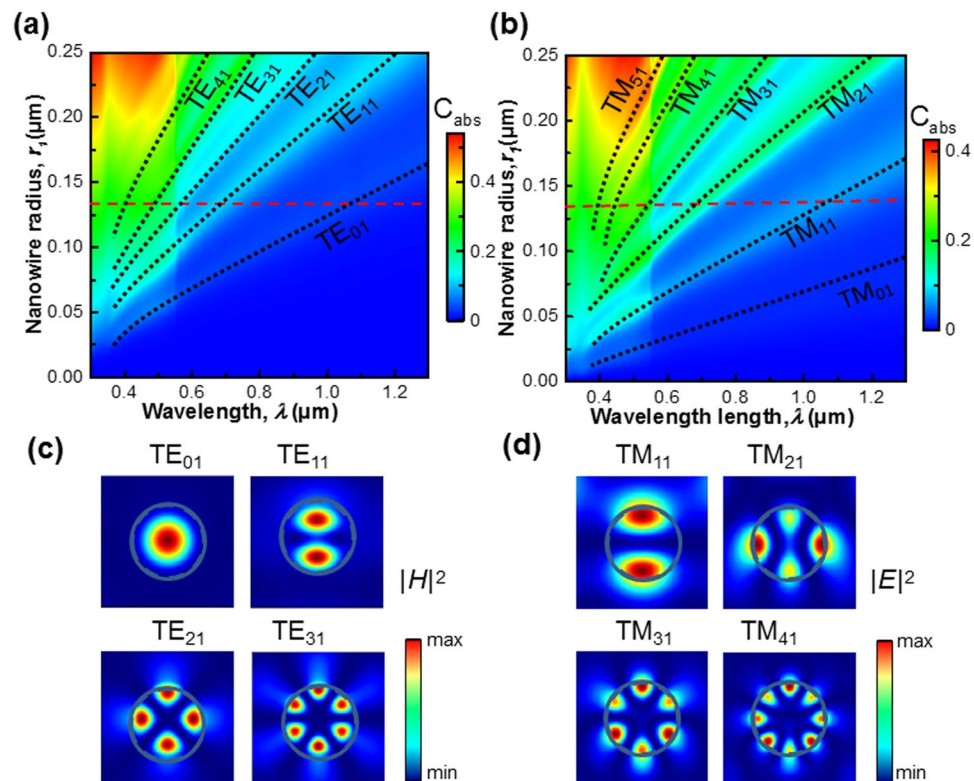 (a)
0.25
0.20
0.15
0.10
0.05
0.00
Nanowire radius, r₁(μm)
TE₄₁
TE₃₁
TE₂₁
TE₁₁
TE₀₁
0.4 0.6 0.8 1.0 1.2
Wavelength, λ (μm)
C_abs
0.4
0.2
0
(b)
0.25
0.20
0.15
0.10
0.05
0.00
Nanowire radius, r₁(μm)
TM₅₁
TM₄₁
TM₃₁
TM₂₁
TM₁₁
TM₀₁
0.4 0.6 0.8 1.0 1.2
Wavelength length, λ (μm)
C_abs
0.4
0.2
0
(c)
TE₀₁ TE₁₁
|H|²
TE₂₁ TE₃₁
max
min
(d)
TM₁₁ TM₂₁
|E|²
TM₃₁ TM₄₁
max
min